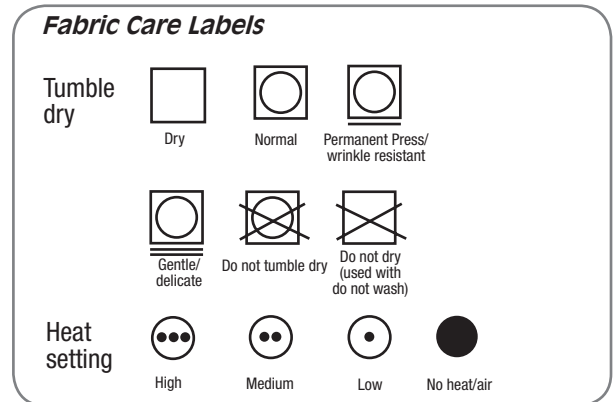 Fabric Care Labels
Tumble
dry
Dry
Normal
Permanent Press/
wrinkle resistant
Gentle/
delicate
Do not tumble dry
Do not dry
(used with
do not wash)
Heat
setting
High
Medium
Low
No heat/air